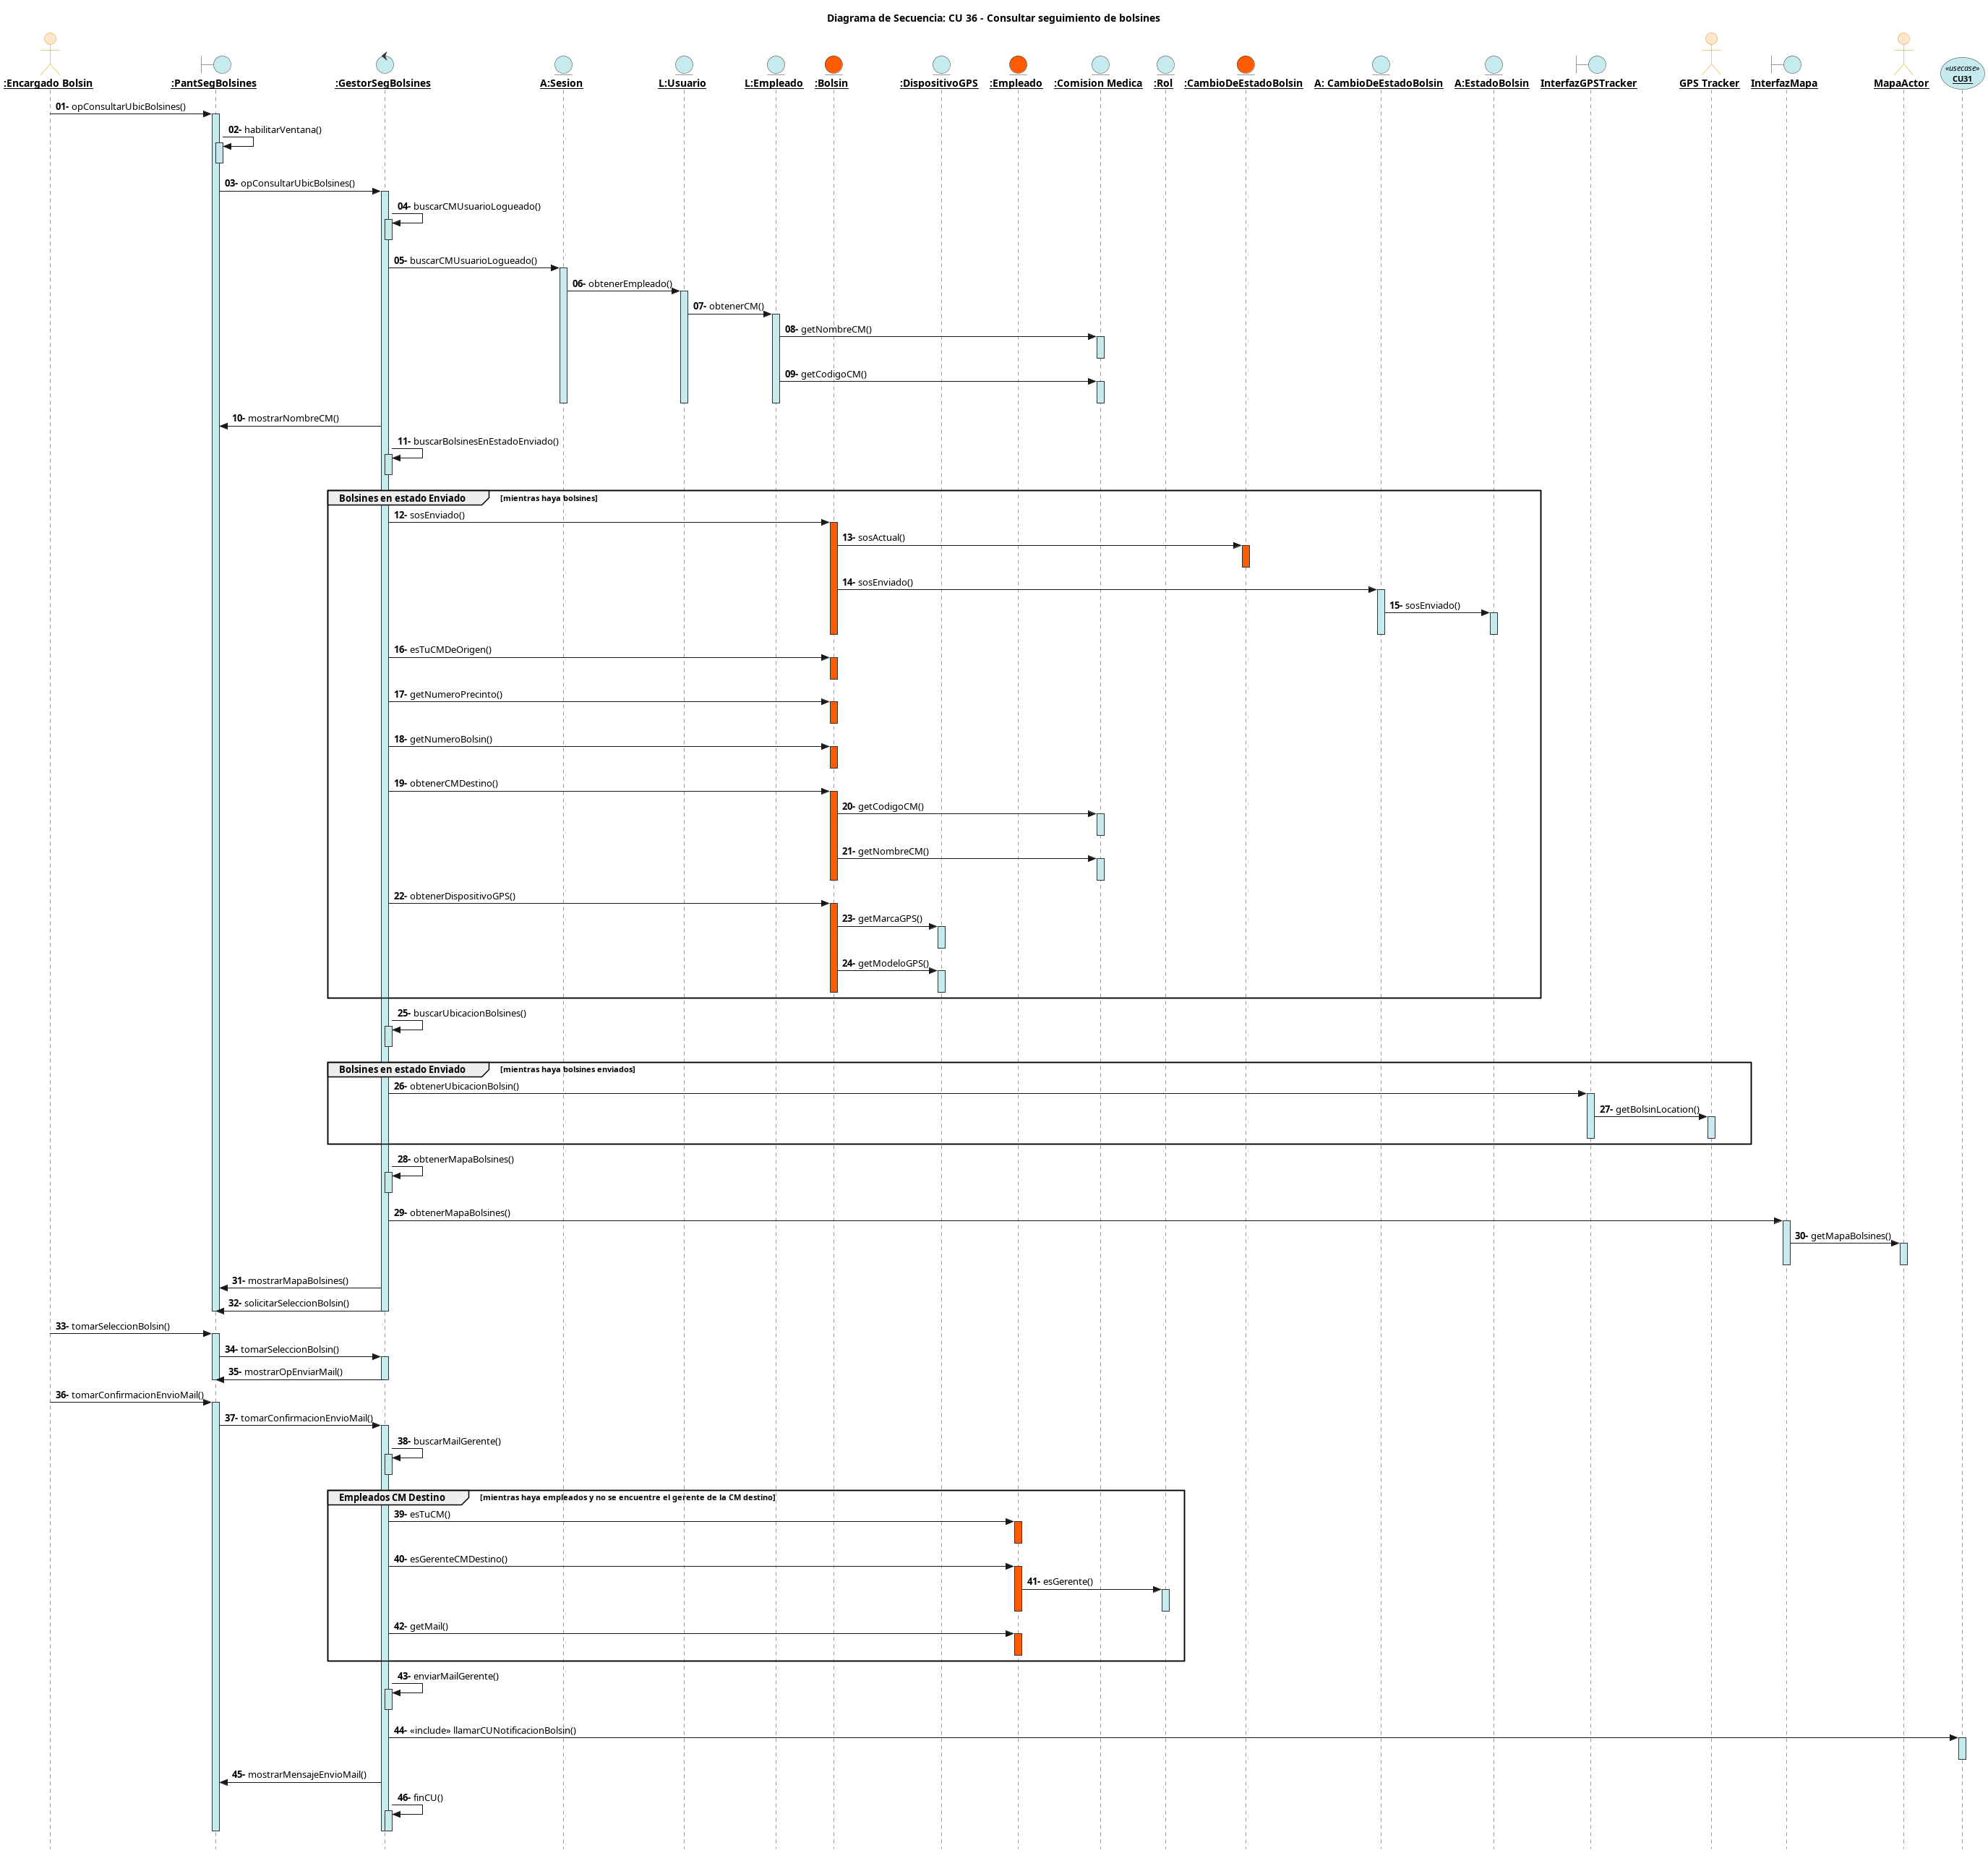 Diagrama de Secuencia: CU 36 - Consultar seguimiento de bolsines
:Encargado Bolsin
:PantSegBolsines
:GestorSegBolsines
A:Sesion
L:Usuario
L:Empleado
:Bolsin
:DispositivoGPS
:Empleado
:Comision Medica
:Rol
:CambioDeEstadoBolsin
A: CambioDeEstadoBolsin
A:EstadoBolsin
InterfazGPSTracker
GPS Tracker
InterfazMapa
MapaActor
«usecase»
CU31
01- opConsultarUbicBolsines()
02- habilitarVentana()
03- opConsultarUbicBolsines()
04- buscarCMUsuarioLogueado()
05- buscarCMUsuarioLogueado()
06- obtenerEmpleado()
07- obtenerCM()
08- getNombreCM()
09- getCodigoCM()
10- mostrarNombreCM()
11- buscarBolsinesEnEstadoEnviado()
Bolsines en estado Enviado [mientras haya bolsines]
12- sosEnviado()
13- sosActual()
14- sosEnviado()
15- sosEnviado()
16- esTuCMDeOrigen()
17- getNumeroPrecinto()
18- getNumeroBolsin()
19- obtenerCMDestino()
20- getCodigoCM()
21- getNombreCM()
22- obtenerDispositivoGPS()
23- getMarcaGPS()
24- getModeloGPS()
25- buscarUbicacionBolsines()
Bolsines en estado Enviado [mientras haya bolsines enviados]
26- obtenerUbicacionBolsin()
27- getBolsinLocation()
28- obtenerMapaBolsines()
29- obtenerMapaBolsines()
30- getMapaBolsines()
31- mostrarMapaBolsines()
32- solicitarSeleccionBolsin()
33- tomarSeleccionBolsin()
34- tomarSeleccionBolsin()
35- mostrarOpEnviarMail()
36- tomarConfirmacionEnvioMail()
37- tomarConfirmacionEnvioMail()
38- buscarMailGerente()
Empleados CM Destino [mientras haya empleados y no se encuentre el gerente de la CM destino]
39- esTuCM()
40- esGerenteCMDestino()
41- esGerente()
42- getMail()
43- enviarMailGerente()
44- «include» llamarCUNotificacionBolsin()
45- mostrarMensajeEnvioMail()
46- finCU()